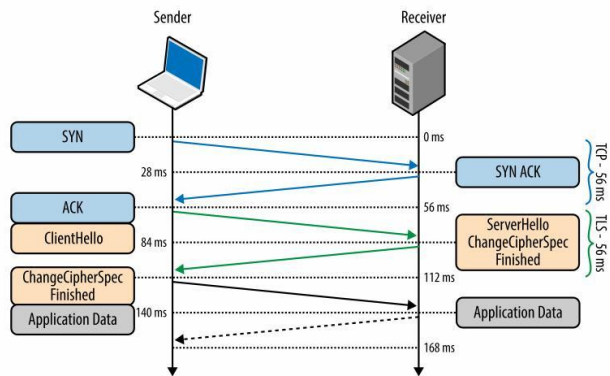 Sender
Receiver
SYN
0 ms
28 ms
SYN ACK
TCP - 56 ms
ACK
56 ms
ClientHello
84 ms
ServerHello
ChangeCipherSpec
Finished
TLS - 56 ms
ChangeCipherSpec
Finished
112 ms
Application Data
140 ms
Application Data
168 ms